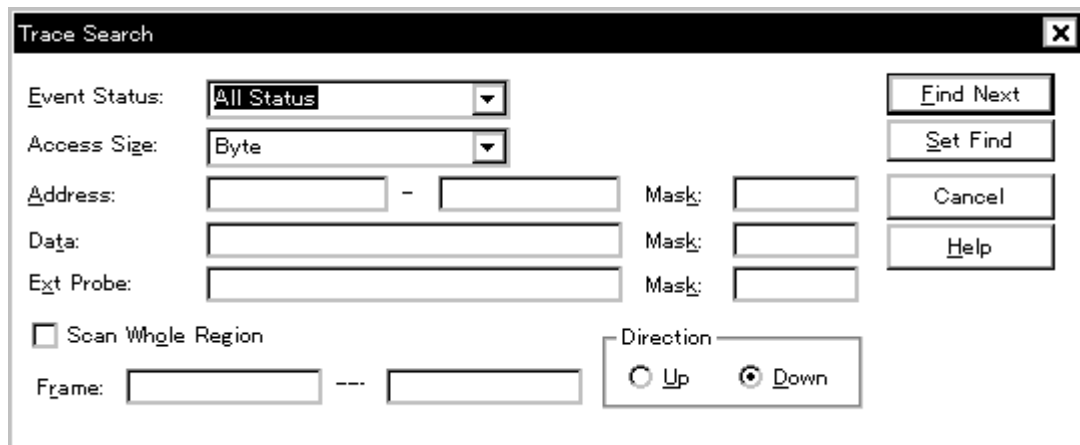 Trace Search
Event Status: All Status Find Next
Access Size: Byte Set Find
Address: - Mask: Cancel
Data: Mask: Help
Ext Probe: Mask:
Scan Whole Region Direction
Frame: --- Up Down